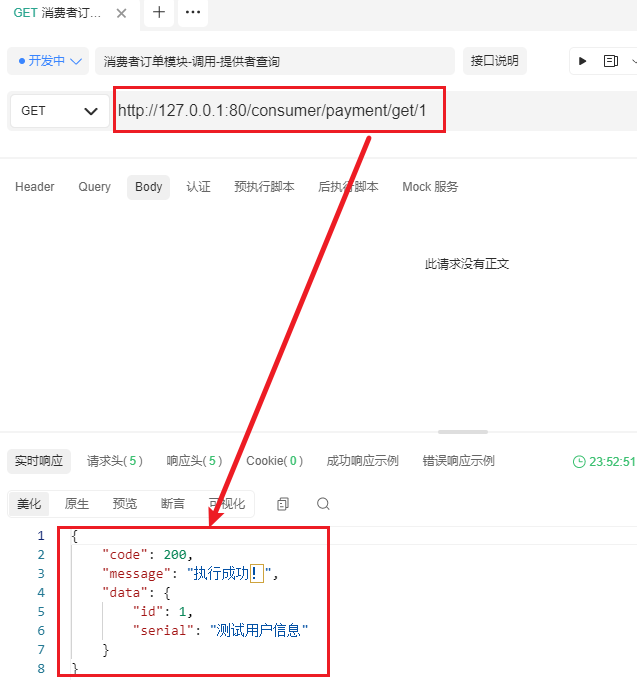 GET 消费者订... × + ···
开发中 消费者订单模块-调用-提供者查询 接口说明
GET http://127.0.0.1:80/consumer/payment/get/1
Header Query Body 认证 预执行脚本 后执行脚本 Mock 服务
此请求没有正文
实时响应 请求头(5) 响应头(5) Cookie(0) 成功响应示例 错误响应示例 23:52:51
美化 原生 预览 断言 可视化
1 {
2 "code": 200,
3 "message": "执行成功！",
4 "data": {
5 "id": 1,
6 "serial": "测试用户信息"
7 }
8 }